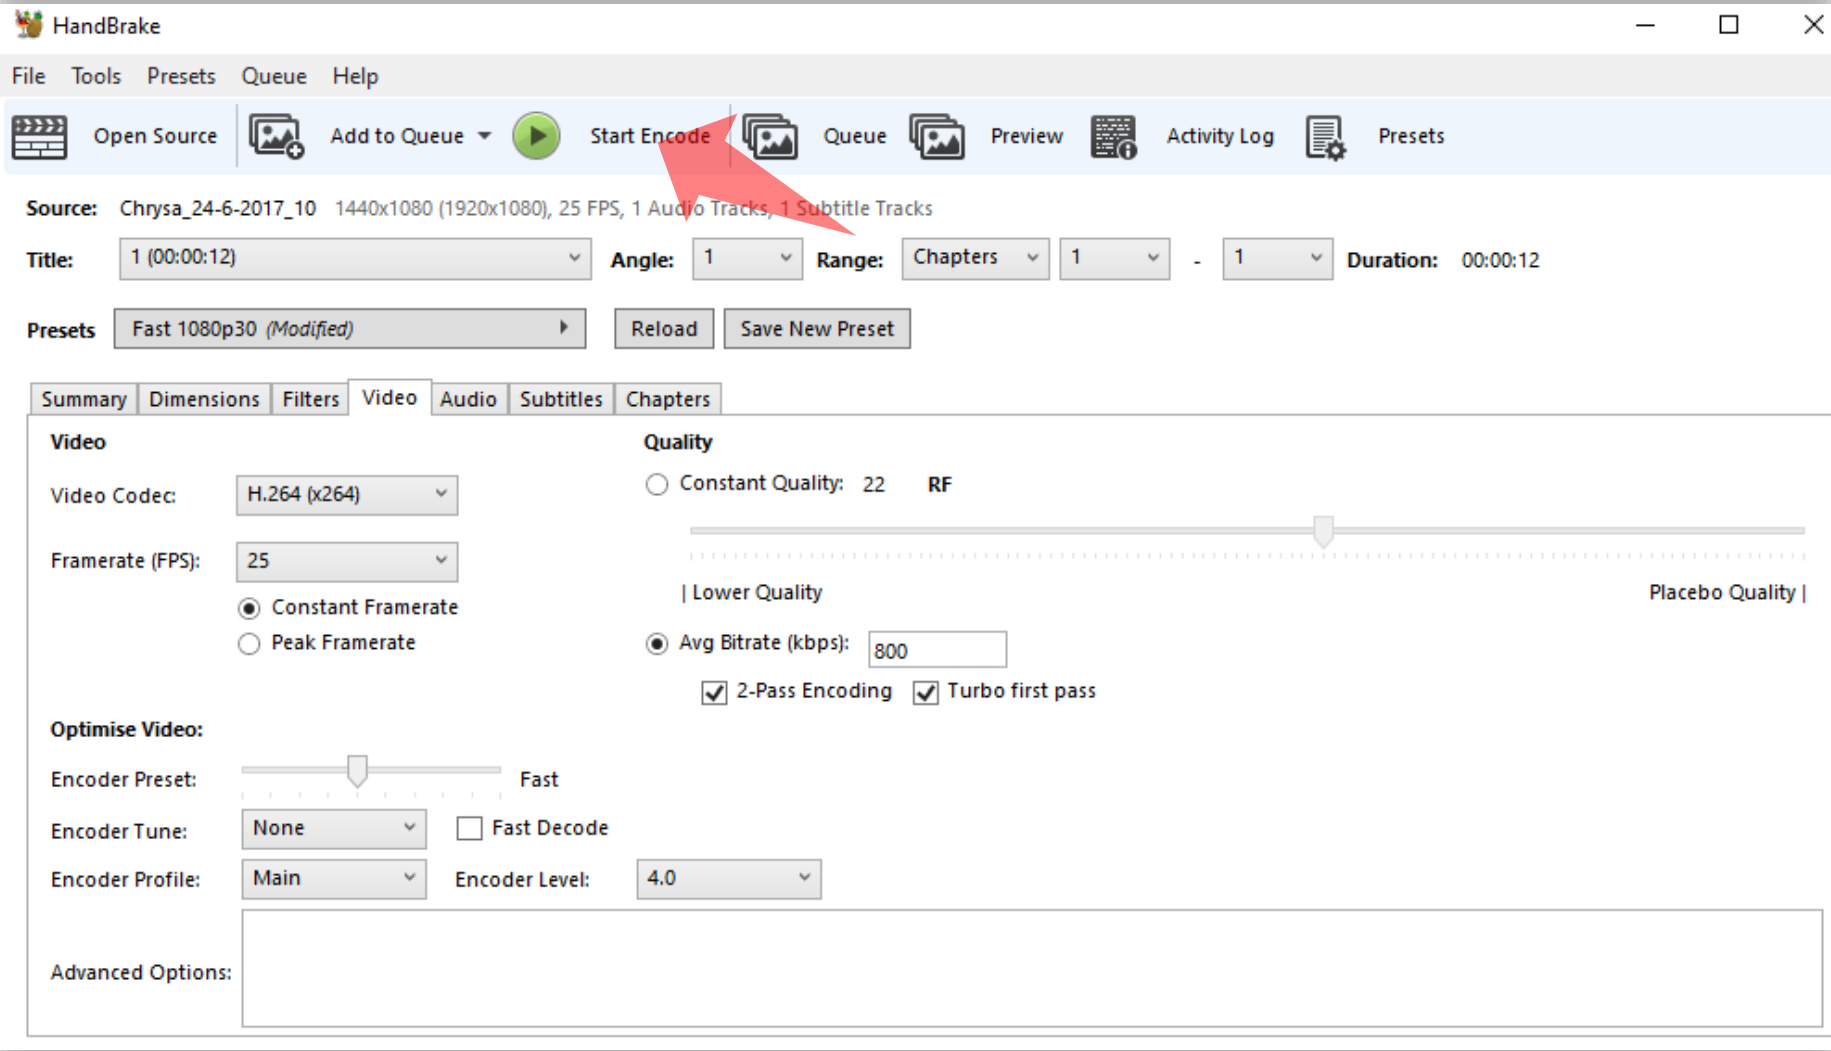 HandBrake
File Tools Presets Queue Help
Open Source Add to Queue Start Encode Queue Preview Activity Log Presets
Source: Chrysa_24-6-2017_10 1440x1080 (1920x1080), 25 FPS, 1 Audio Tracks, 1 Subtitle Tracks
Title: 1 (00:00:12) Angle: 1 Range: Chapters 1 - 1 Duration: 00:00:12
Presets Fast 1080p30 (Modified) Reload Save New Preset
Summary Dimensions Filters Video Audio Subtitles Chapters
Video Quality
Video Codec: H.264 (x264) Constant Quality: 22 RF
Framerate (FPS): 25
| Lower Quality Placebo Quality |
Constant Framerate
Peak Framerate Avg Bitrate (kbps): 800
2-Pass Encoding Turbo first pass
Optimise Video:
Encoder Preset: Fast
Encoder Tune: None Fast Decode
Encoder Profile: Main Encoder Level: 4.0
Advanced Options: